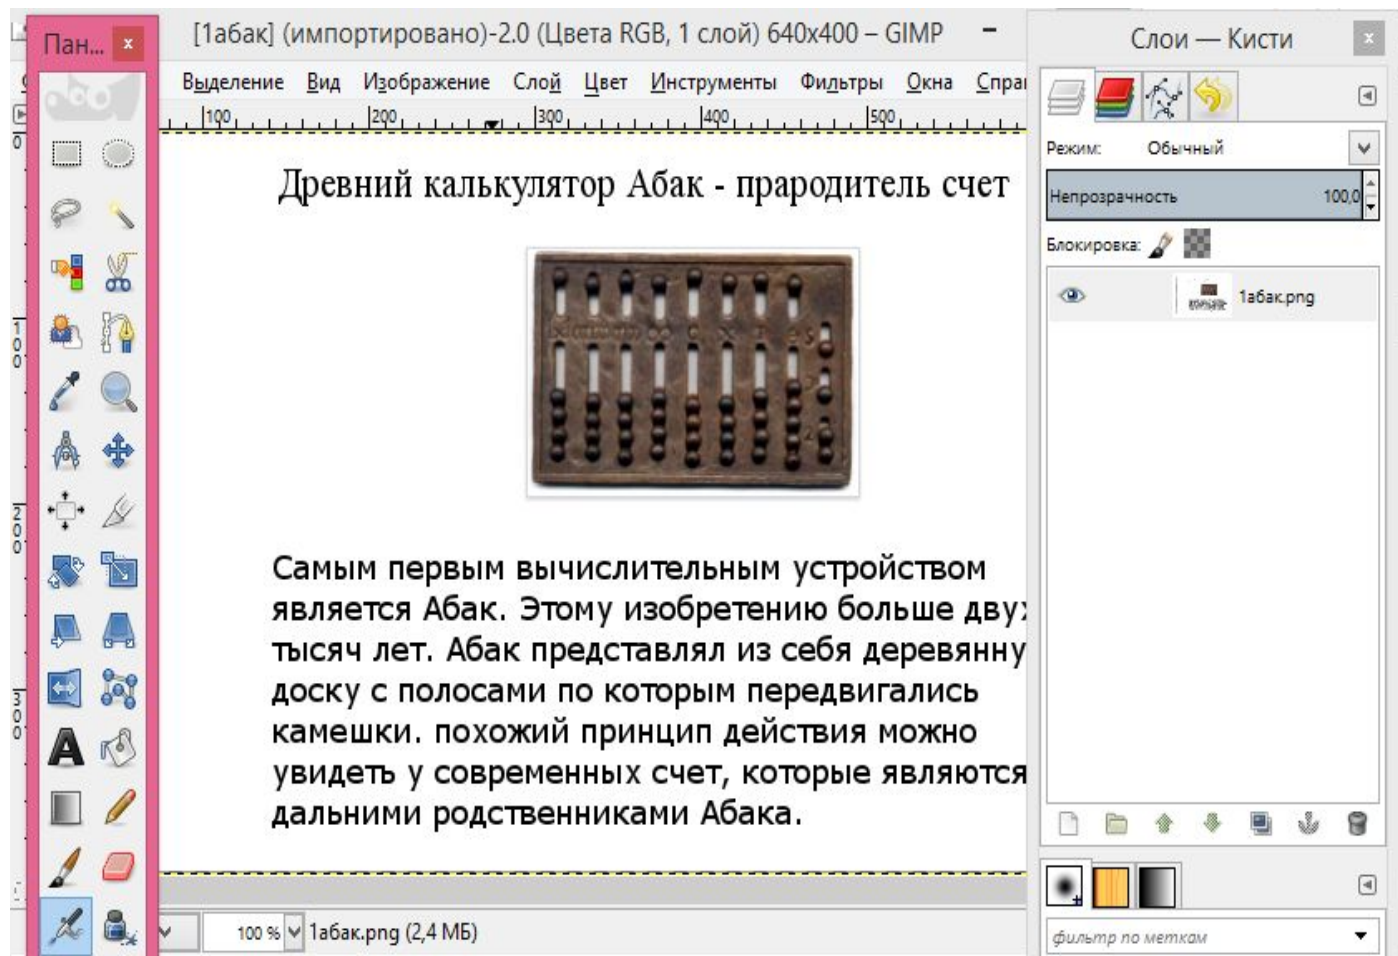 Пан...
[1абак] (импортировано)-2.0 (Цвета RGB, 1 слой) 640x400 – GIMP
Слои — Кисти
Выделение Вид Изображение Слой Цвет Инструменты Фильтры Окна
100 200 300 400 500
0
100
200
300
Древний калькулятор Абак - прародитель счет
Самым первым вычислительным устройством
является Абак. Этому изобретению больше
тысяч лет. Абак представлял из себя
доску с полосами по которым передвигались
камешки. похожий принцип действия можно
увидеть у современных счет, которые являются
дальними родственниками Абака.
100 % 1абак.png (2,4 МБ)
Режим: Обычный
Непрозрачность 100,0
Блокировка:
1абак.png
фильтр по меткам